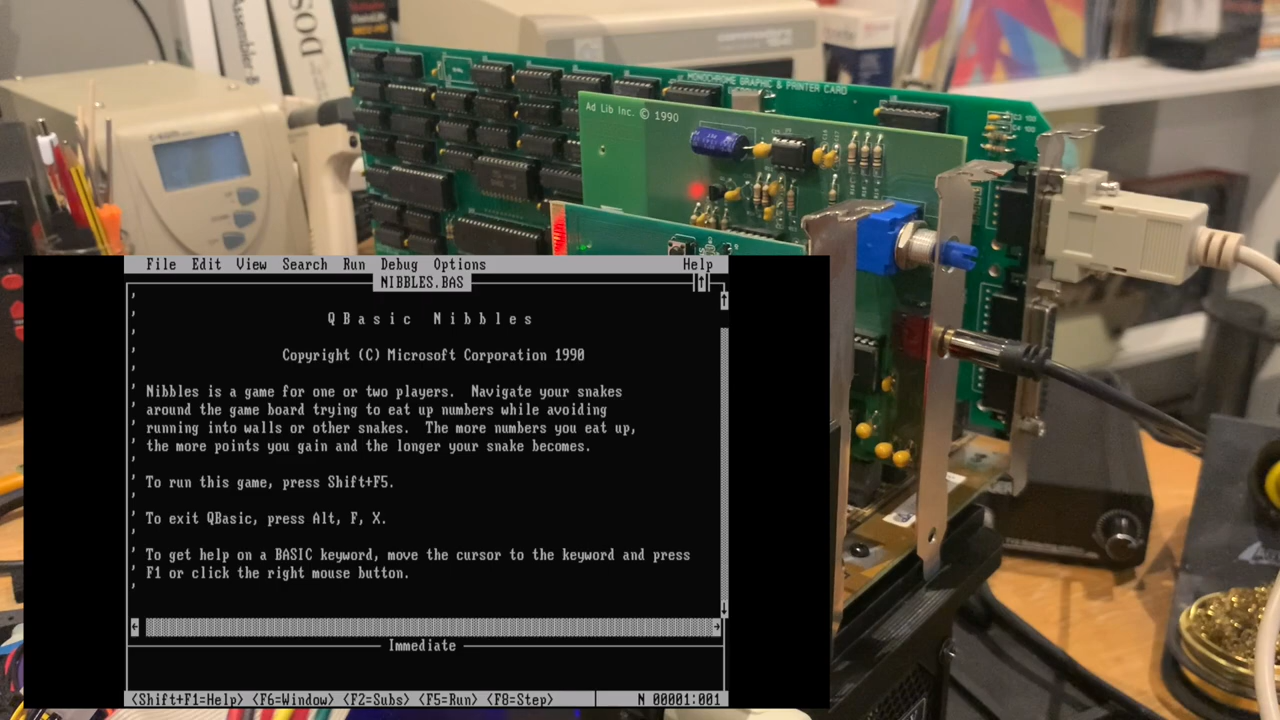 Assembler-B
DOS
MONOCHROME GRAPHIC & PRINTER CARD
Ad Lib Inc. © 1990
File Edit View Search Run Debug Options Help
NIBBLES.BAS
'
' Q B a s i c N i b b l e s
'
' Copyright (C) Microsoft Corporation 1990
'
' Nibbles is a game for one or two players. Navigate your snakes
' around the game board trying to eat up numbers while avoiding
' running into walls or other snakes. The more numbers you eat up,
' the more points you gain and the longer your snake becomes.
'
' To run this game, press Shift+F5.
'
' To exit QBasic, press Alt, F, X.
'
' To get help on a BASIC keyword, move the cursor to the keyword and press
' F1 or click the right mouse button.
'
Immediate
<Shift+F1=Help> <F6=Window> <F2=Subs> <F5=Run> <F8=Step> N 00001:001